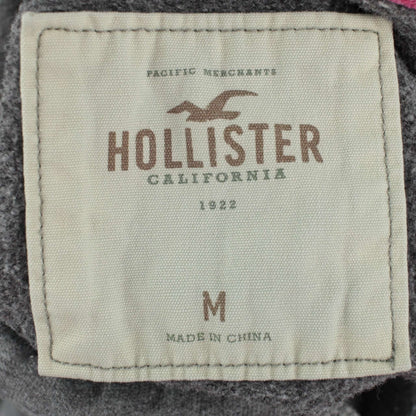 PACIFIC MERCHANTS
HOLLISTER
CALIFORNIA
1922
M
MADE IN CHINA